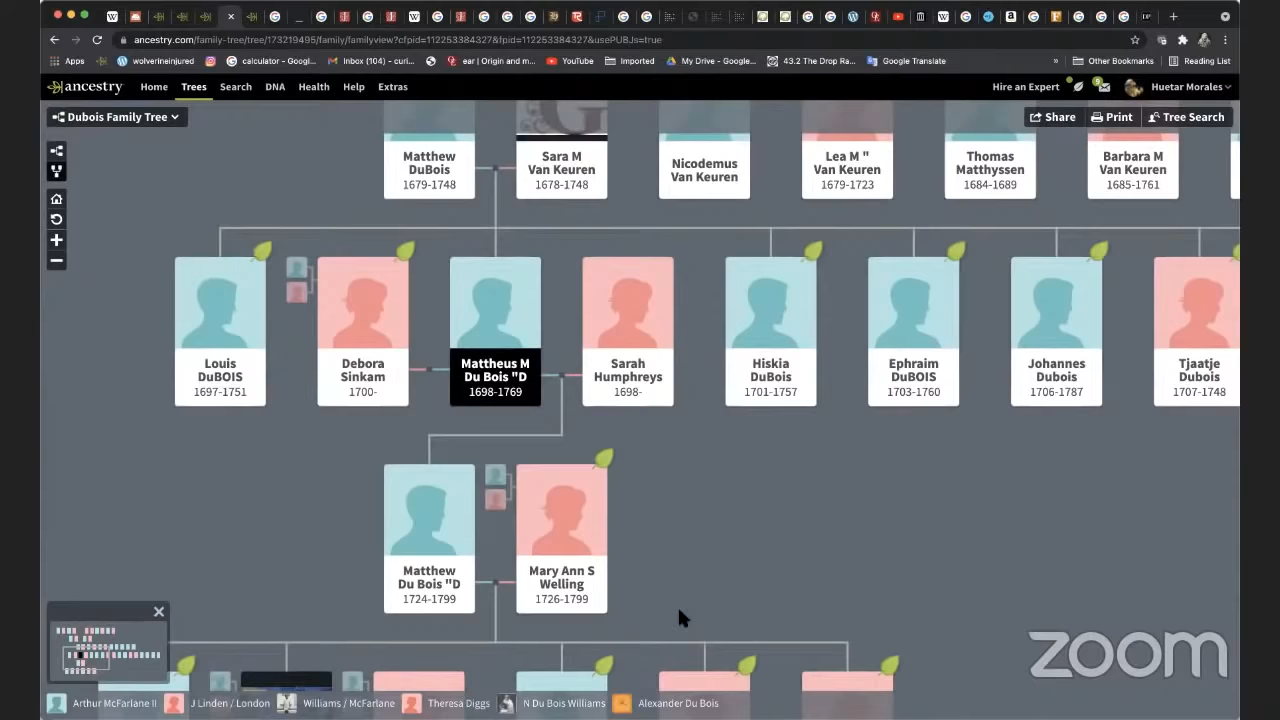 ancestry.com/family-tree/tree/173219495/family/familyview?cfpid=112253384327&fpid=112253384327&usePUBJs=true
Apps
wolverineinjured
calculator - Googl...
Inbox (104) - curi...
ear | Origin and m...
YouTube
Imported
My Drive - Google...
43.2 The Drop Ra...
Google Translate
»
Other Bookmarks
Reading List
ancestry
Home
Trees
Search
DNA
Health
Help
Extras
Hire an Expert
9
Huetar Morales
Dubois Family Tree
Share
Print
Tree Search
Matthew
DuBois
1679-1748
Sara M
Van Keuren
1678-1748
Nicodemus
Van Keuren
Lea M "
Van Keuren
1679-1723
Thomas
Matthyssen
1684-1689
Barbara M
Van Keuren
1685-1761
Louis
DuBOIS
1697-1751
Debora
Sinkam
1700-
Mattheus M
Du Bois "D
1698-1769
Sarah
Humphreys
1698-
Hiskia
DuBois
1701-1757
Ephraim
DuBOIS
1703-1760
Johannes
Dubois
1706-1787
Tjaatje
Dubois
1707-1748
Matthew
Du Bois "D
1724-1799
Mary Ann S
Welling
1726-1799
zoom
Arthur McFarlane II
J Linden / London
Williams / McFarlane
Theresa Diggs
N Du Bois Williams
Alexander Du Bois